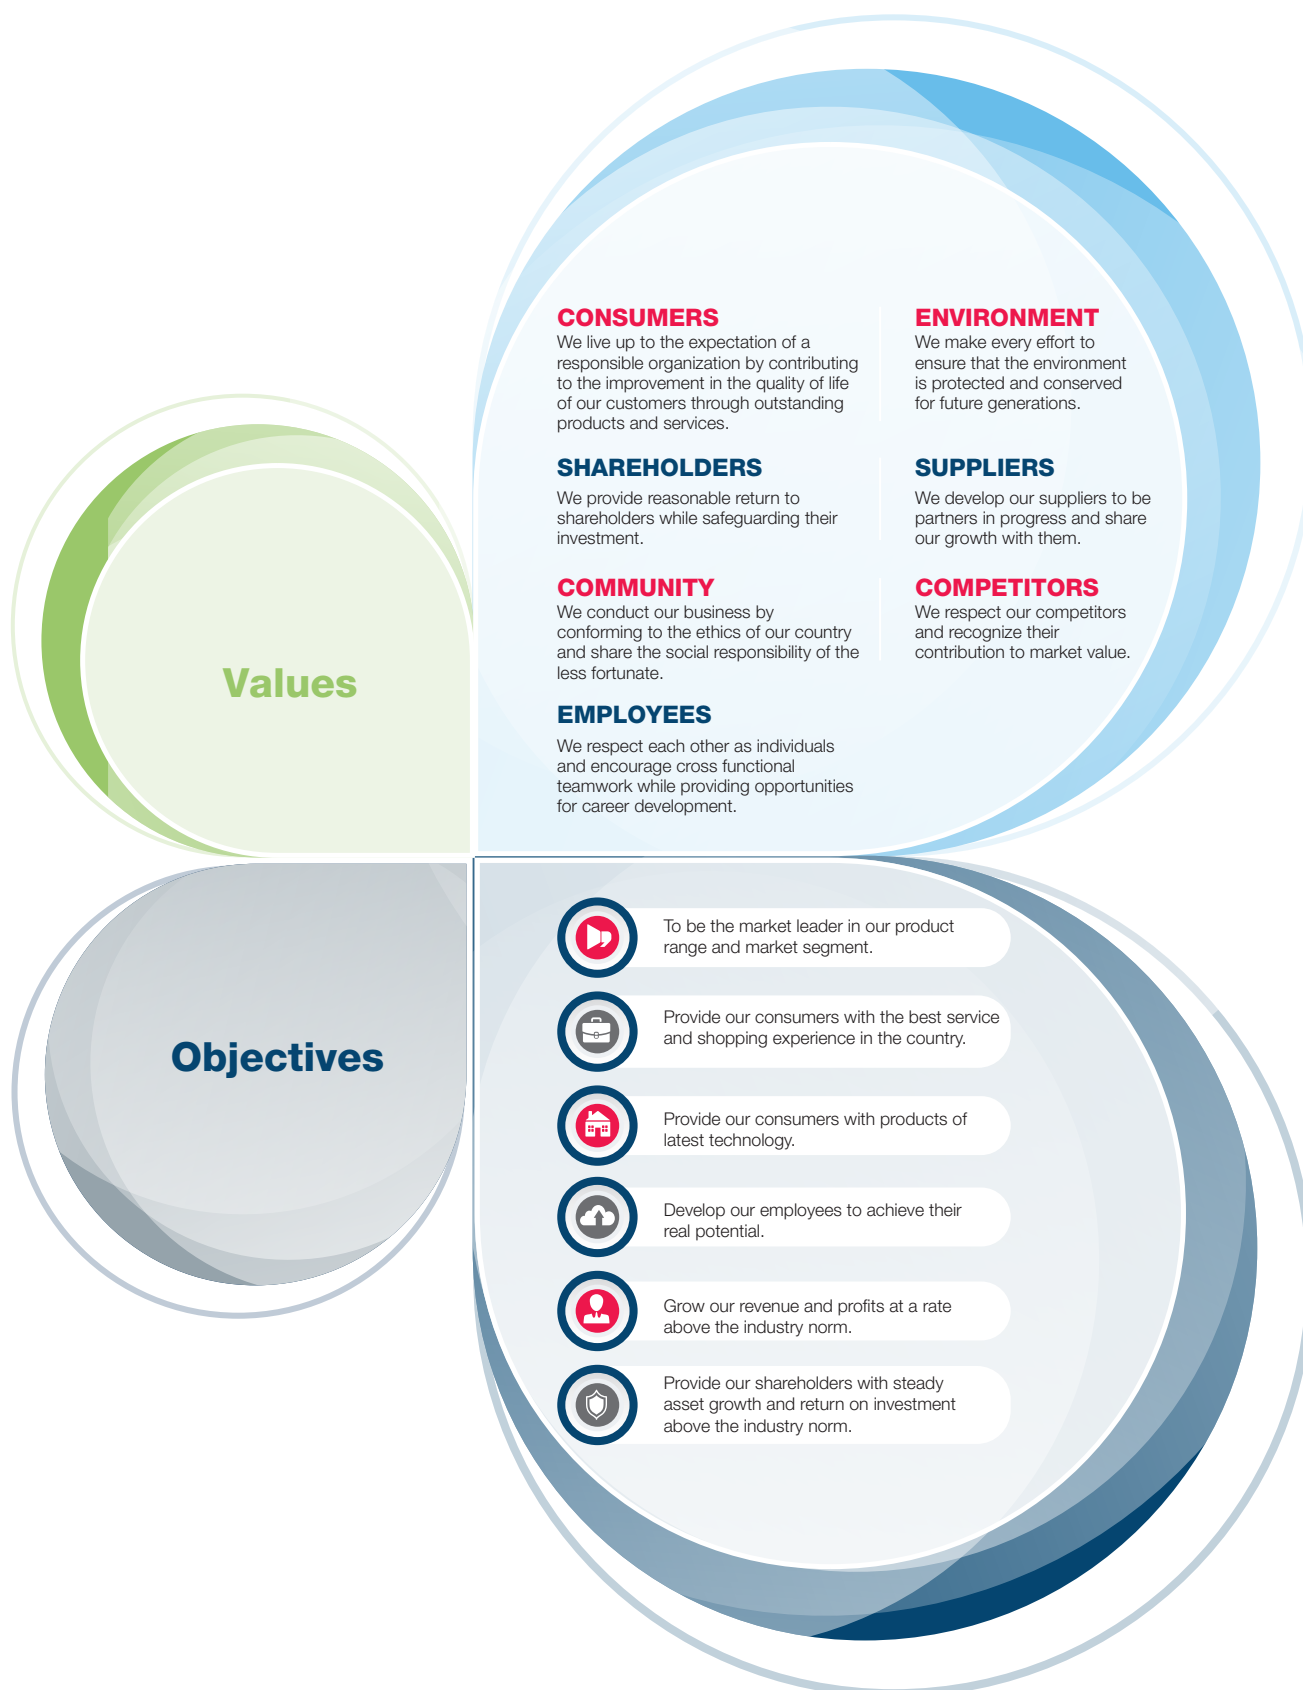 Values
CONSUMERS
We live up to the expectation of a
responsible organization by contributing
to the improvement in the quality of life
of our customers through outstanding
products and services.
SHAREHOLDERS
We provide reasonable return to
shareholders while safeguarding their
investment.
COMMUNITY
We conduct our business by
conforming to the ethics of our country
and share the social responsibility of the
less fortunate.
EMPLOYEES
We respect each other as individuals
and encourage cross functional
teamwork while providing opportunities
for career development.
ENVIRONMENT
We make every effort to
ensure that the environment
is protected and conserved
for future generations.
SUPPLIERS
We develop our suppliers to be
partners in progress and share
our growth with them.
COMPETITORS
We respect our competitors
and recognize their
contribution to market value.
Objectives
To be the market leader in our product
range and market segment.
Provide our consumers with the best service
and shopping experience in the country.
Provide our consumers with products of
latest technology.
Develop our employees to achieve their
real potential.
Grow our revenue and profits at a rate
above the industry norm.
Provide our shareholders with steady
asset growth and return on investment
above the industry norm.